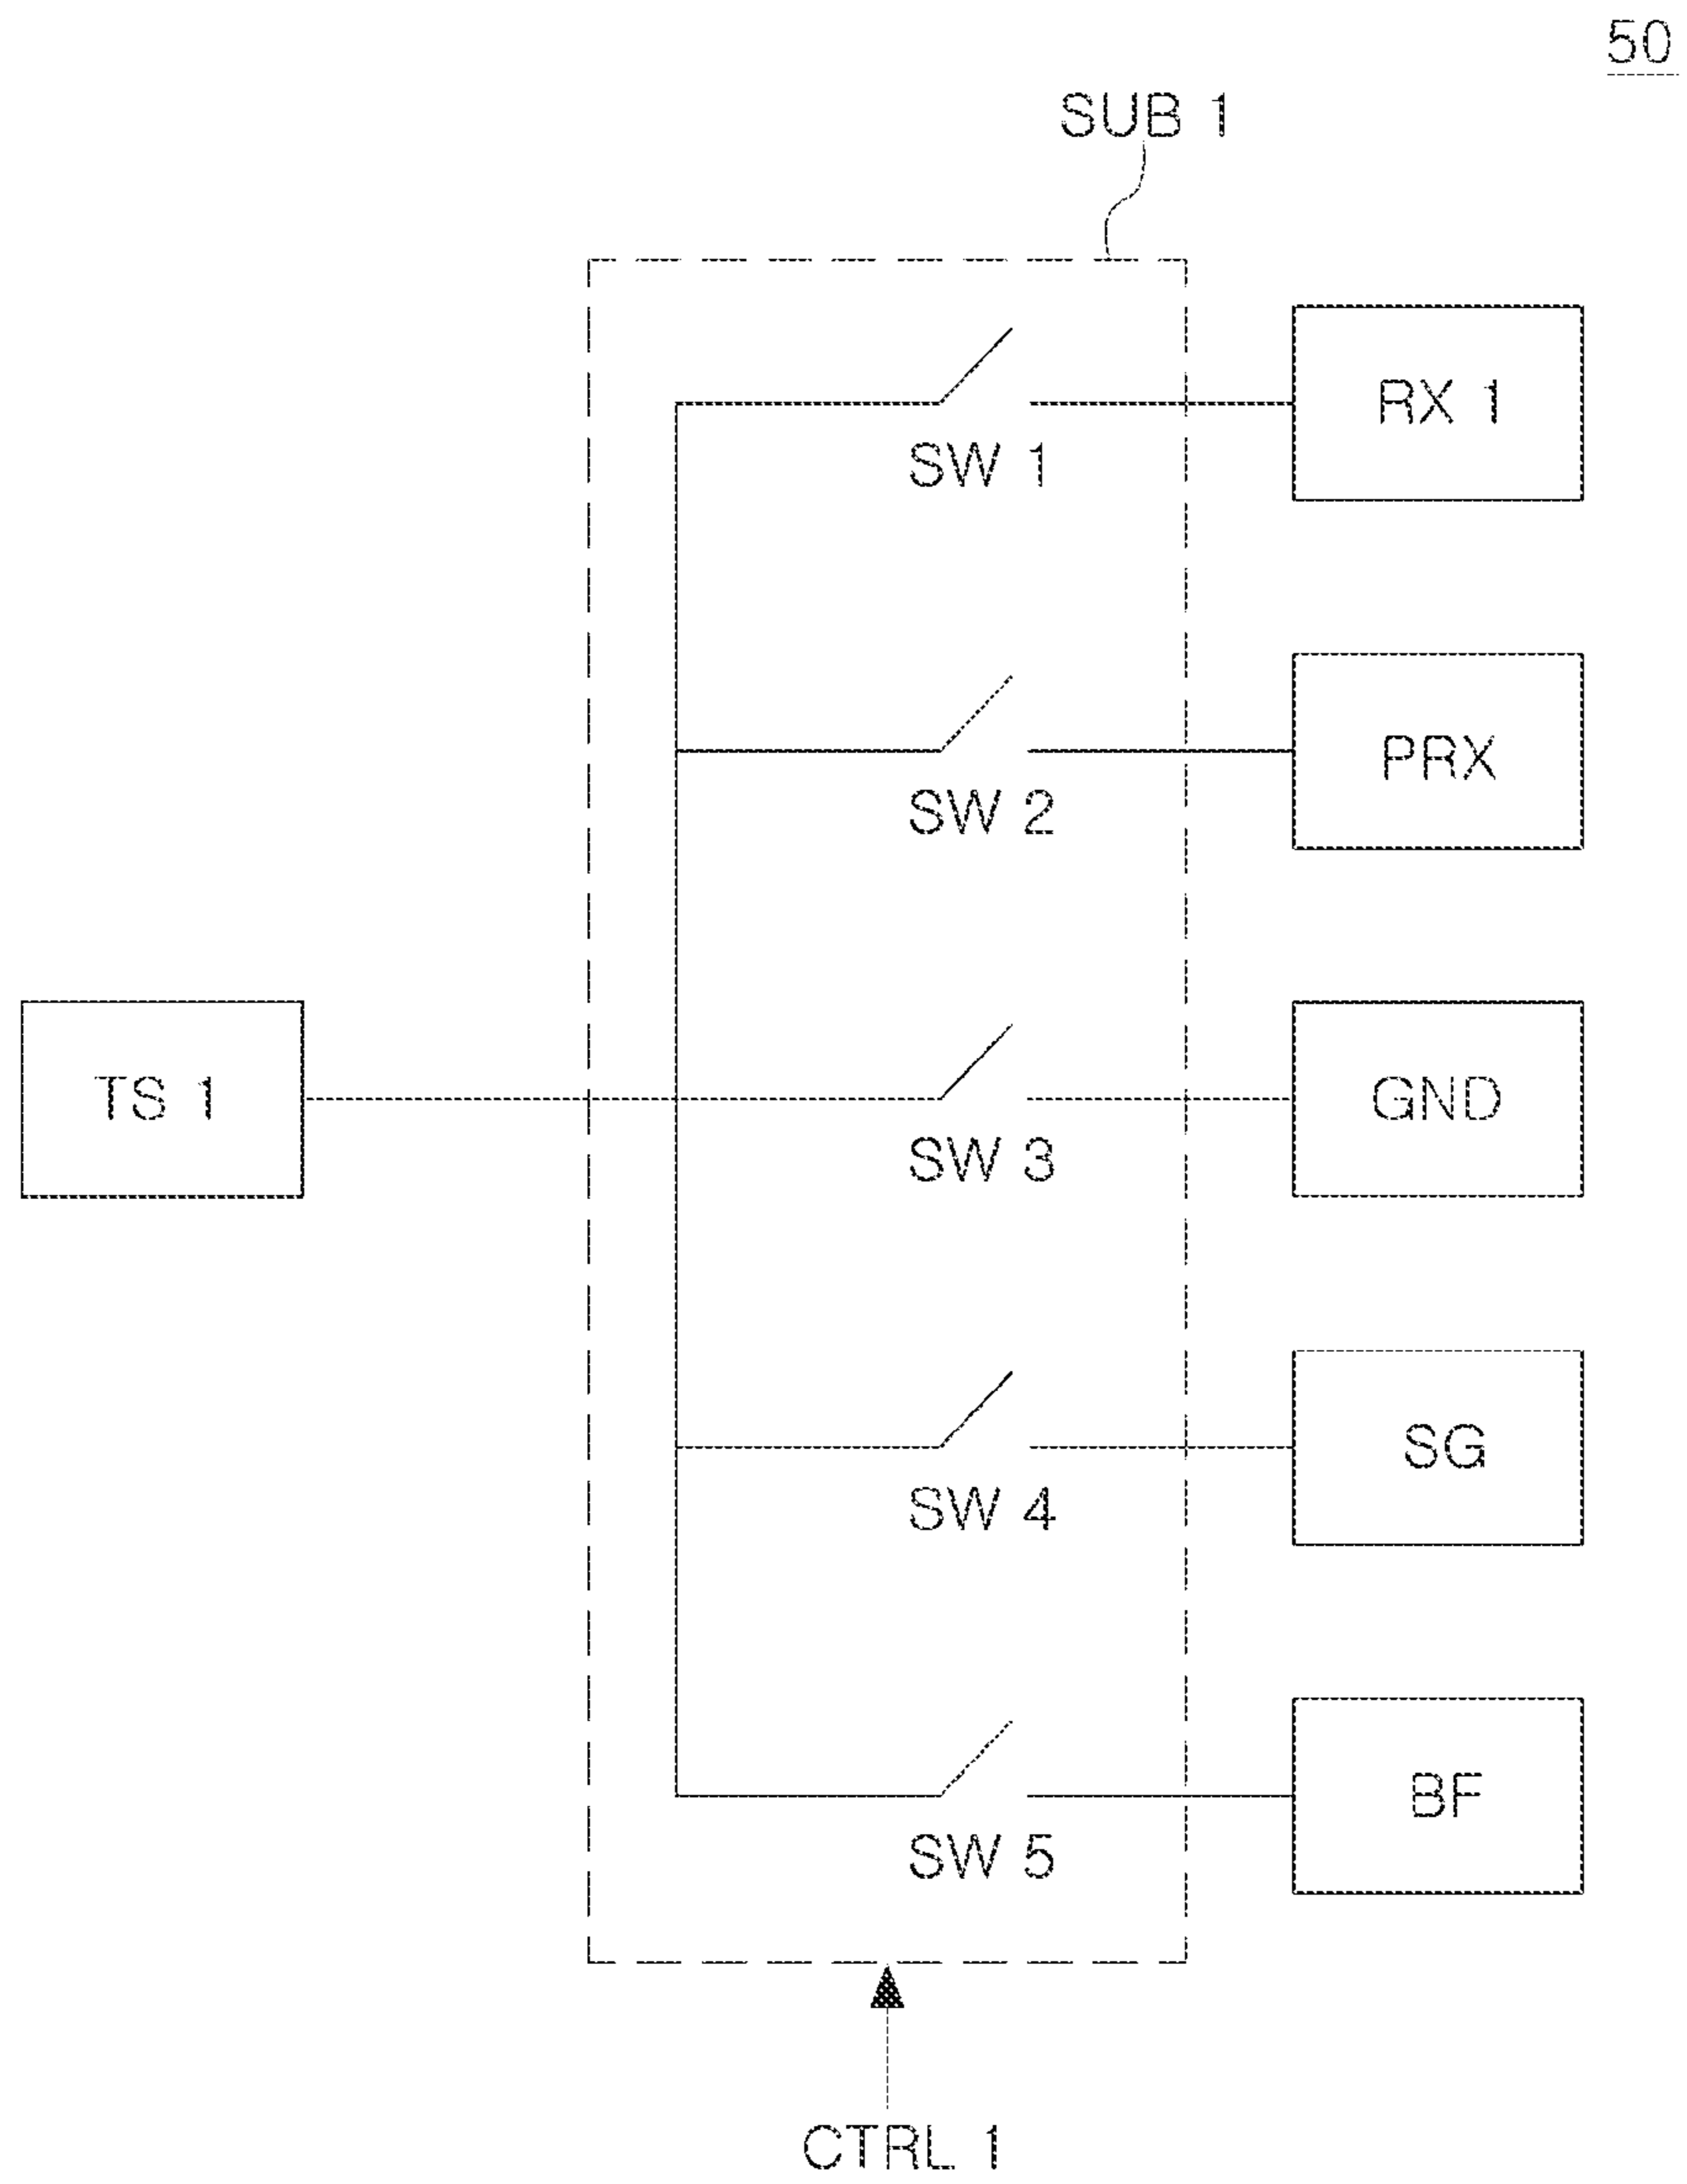 50
SUB 1
RX 1
SW 1
PRX
SW 2
TS 1
GND
SW 3
SG
SW 4
BF
SW 5
CTRL 1